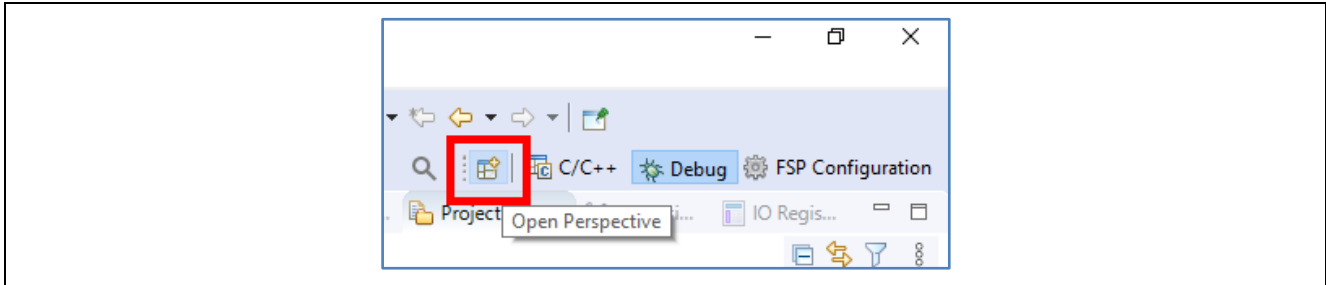 C/C++ Debug FSP Configuration
Project IO Regis...
Open Perspective